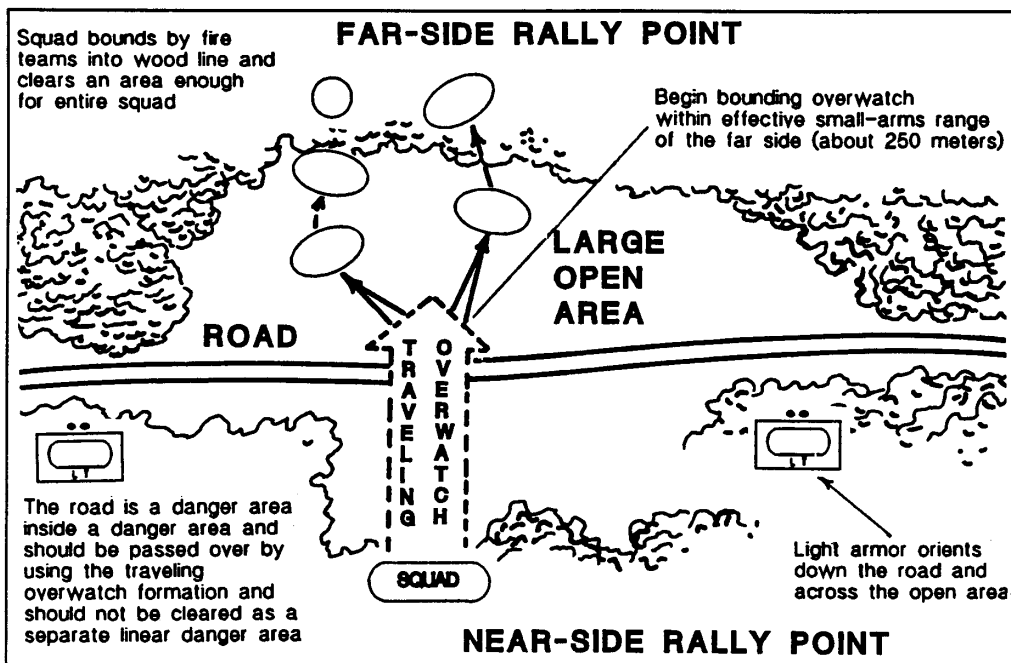 Squad bounds by fire
teams into wood line and
clears an area enough
for entire squad
FAR-SIDE RALLY POINT
Begin bounding overwatch
within effective small-arms range
of the far side (about 250 meters)
LARGE
OPEN
AREA
ROAD
TRAVELING
OVERWATCH
LT
LT
The road is a danger area
inside a danger area and
should be passed over by
using the traveling
overwatch formation and
should not be cleared as a
separate linear danger area
SQUAD
Light armor orients
down the road and
across the open area
NEAR-SIDE RALLY POINT